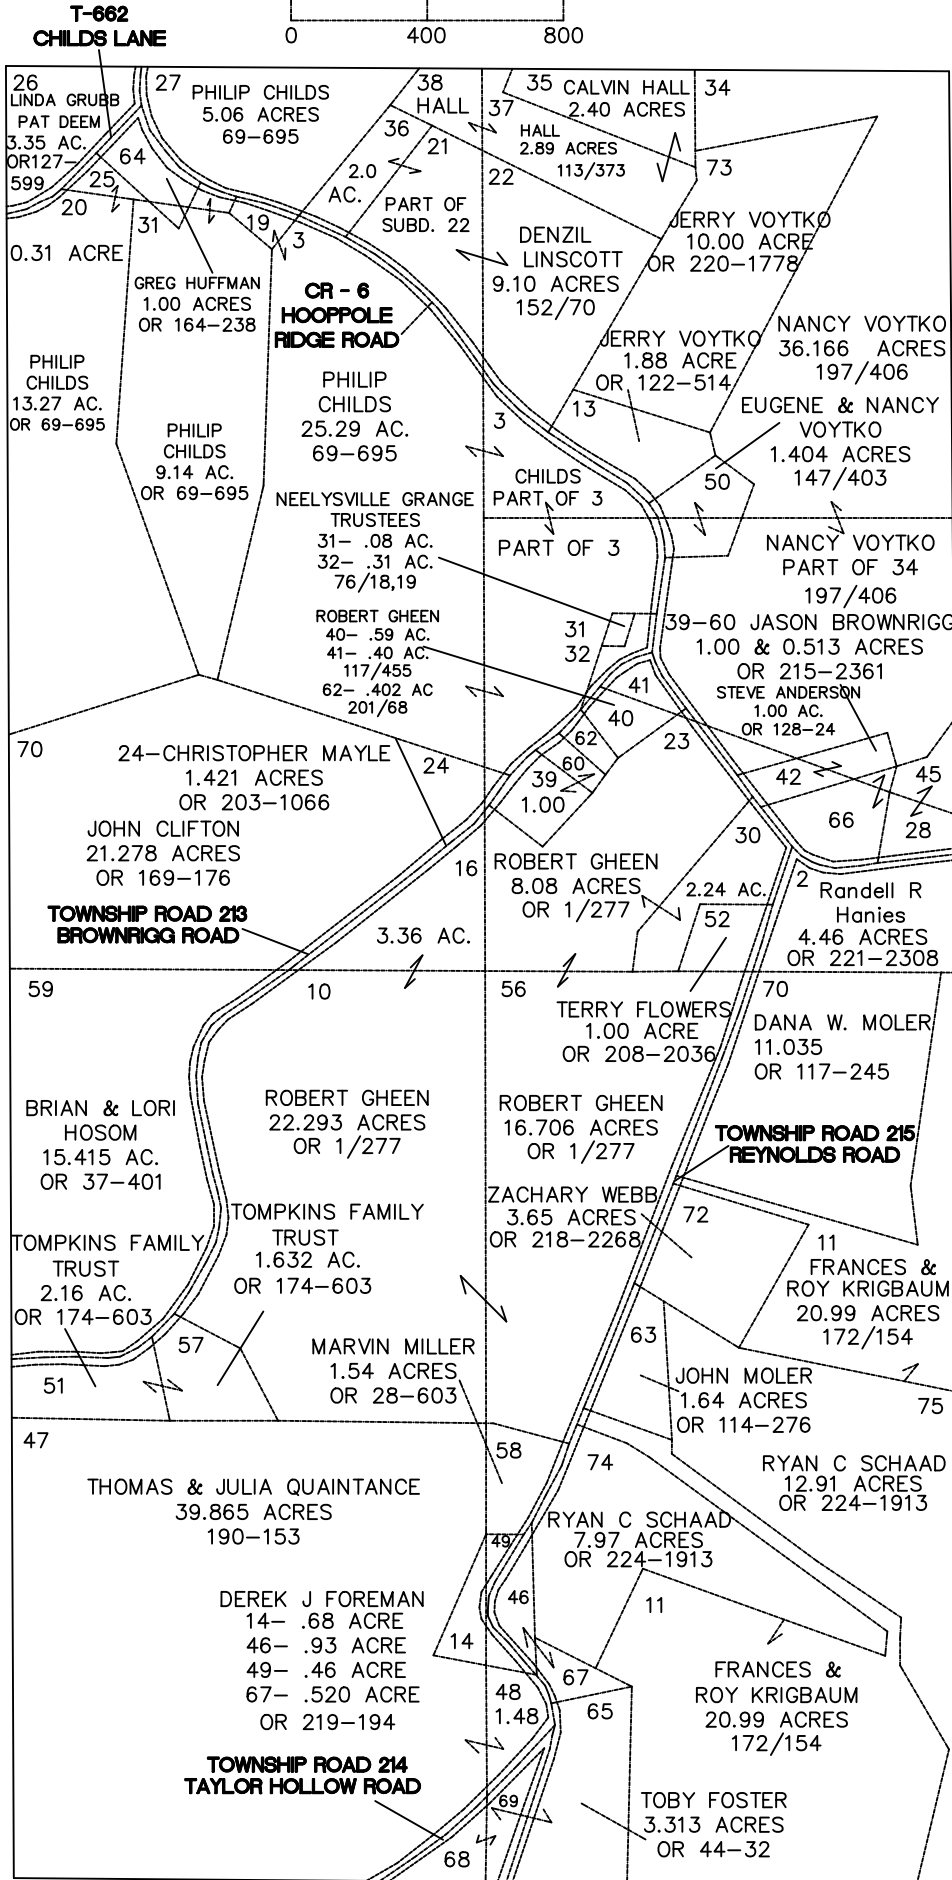 T-662
CHILDS LANE
0 400 800
26
27
LINDA GRUBB
PAT DEEM
3.35 AC.
OR127-
599
64
25
20
31
0.31 ACRE
PHILIP CHILDS
5.06 ACRES
69-695
38
HALL
36
21
2.0
AC.
PART OF
SUBD. 22
19
3
37
35
CALVIN HALL
2.40 ACRES
34
HALL
2.89 ACRES
113/373
22
73
DENZIL
LINSCOTT
9.10 ACRES
152/70
JERRY VOYTKO
10.00 ACRE
OR 220-1778
GREG HUFFMAN
1.00 ACRES
OR 164-238
CR - 6
HOOPPOLE
RIDGE ROAD
JERRY VOYTKO
1.88 ACRE
OR 122-514
13
NANCY VOYTKO
36.166 ACRES
197/406
EUGENE & NANCY
VOYTKO
1.404 ACRES
147/403
50
PHILIP
CHILDS
13.27 AC.
OR 69-695
PHILIP
CHILDS
9.14 AC.
OR 69-695
PHILIP
CHILDS
25.29 AC.
69-695
3
CHILDS
PART OF 3
PART OF 3
NEELYSVILLE GRANGE
TRUSTEES
31- .08 AC.
32- .31 AC.
76/18,19
NANCY VOYTKO
PART OF 34
197/406
31
32
ROBERT GHEEN
40- .59 AC.
41- .40 AC.
117/455
62- .402 AC
201/68
39-60 JASON BROWNRIGG
1.00 & 0.513 ACRES
OR 215-2361
STEVE ANDERSON
1.00 AC.
OR 128-24
41
40
62
60
39
1.00
23
42
45
66
28
30
70
24-CHRISTOPHER MAYLE
1.421 ACRES
OR 203-1066
24
JOHN CLIFTON
21.278 ACRES
OR 169-176
16
ROBERT GHEEN
8.08 ACRES
OR 1/277
2.24 AC.
52
2
Randell R
Hanies
4.46 ACRES
OR 221-2308
TOWNSHIP ROAD 213
BROWNRIGG ROAD
3.36 AC.
59
10
56
70
TERRY FLOWERS
1.00 ACRE
OR 208-2036
DANA W. MOLER
11.035
OR 117-245
BRIAN & LORI
HOSOM
15.415 AC.
OR 37-401
ROBERT GHEEN
22.293 ACRES
OR 1/277
ROBERT GHEEN
16.706 ACRES
OR 1/277
TOWNSHIP ROAD 215
REYNOLDS ROAD
ZACHARY WEBB
3.65 ACRES
OR 218-2268
72
11
FRANCES &
ROY KRIGBAUM
20.99 ACRES
172/154
TOMPKINS FAMILY
TRUST
2.16 AC.
OR 174-603
TOMPKINS FAMILY
TRUST
1.632 AC.
OR 174-603
57
51
MARVIN MILLER
1.54 ACRES
OR 28-603
63
JOHN MOLER
1.64 ACRES
OR 114-276
75
47
58
74
RYAN C SCHAAD
12.91 ACRES
OR 224-1913
THOMAS & JULIA QUAINTANCE
39.865 ACRES
190-153
RYAN C SCHAAD
7.97 ACRES
OR 224-1913
49
46
11
DEREK J FOREMAN
14- .68 ACRE
46- .93 ACRE
49- .46 ACRE
67- .520 ACRE
OR 219-194
14
67
48
1.48
65
FRANCES &
ROY KRIGBAUM
20.99 ACRES
172/154
TOWNSHIP ROAD 214
TAYLOR HOLLOW ROAD
69
68
TOBY FOSTER
3.313 ACRES
OR 44-32